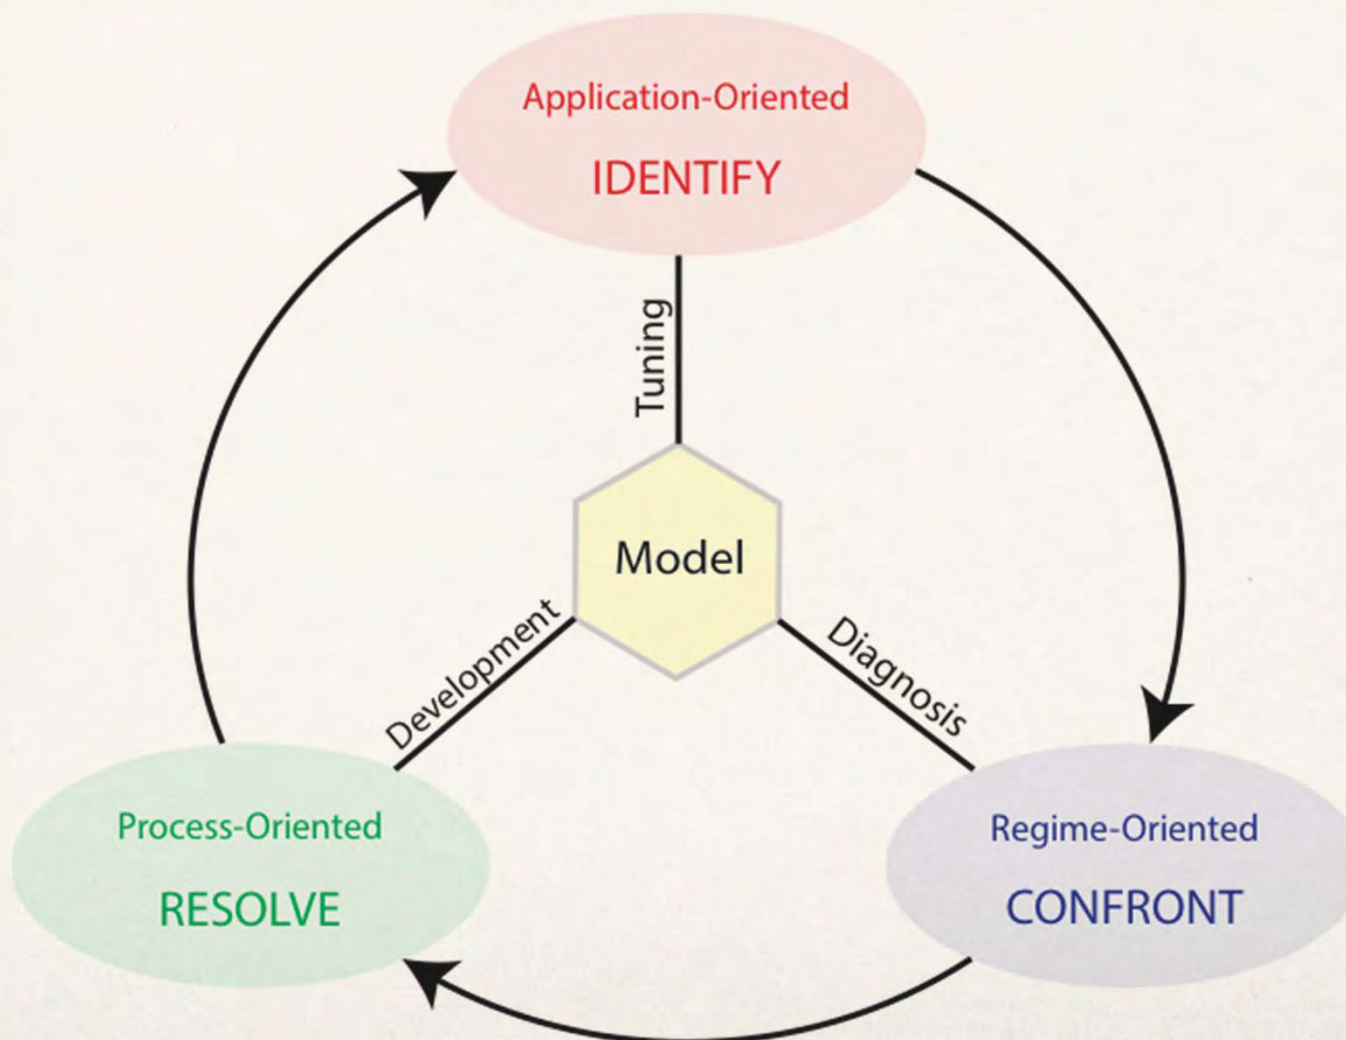 Application-Oriented
IDENTIFY
Tuning
Model
Development
Diagnosis
Process-Oriented
RESOLVE
Regime-Oriented
CONFRONT